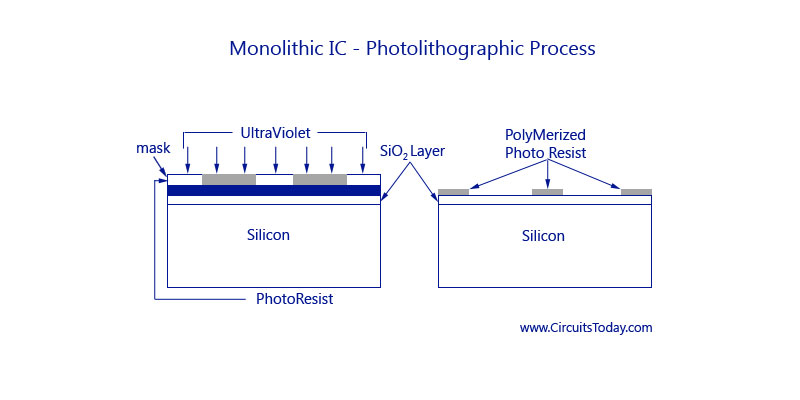 Monolithic IC - Photolithographic Process
UltraViolet
mask
SiO2 Layer
PolyMerized
Photo Resist
Silicon
Silicon
PhotoResist
www.CircuitsToday.com